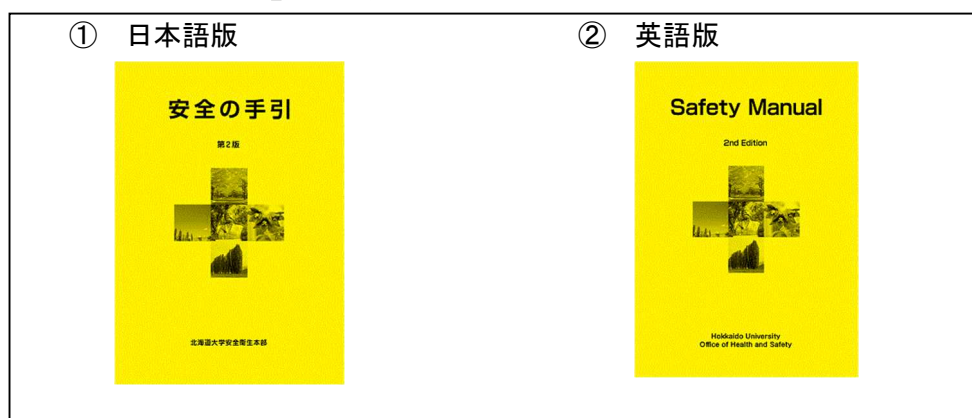 ① 日本語版
安全の手引
第2版
北海道大学安全衛生本部
② 英語版
Safety Manual
2nd Edition
Hokkaido University
Office of Health and Safety